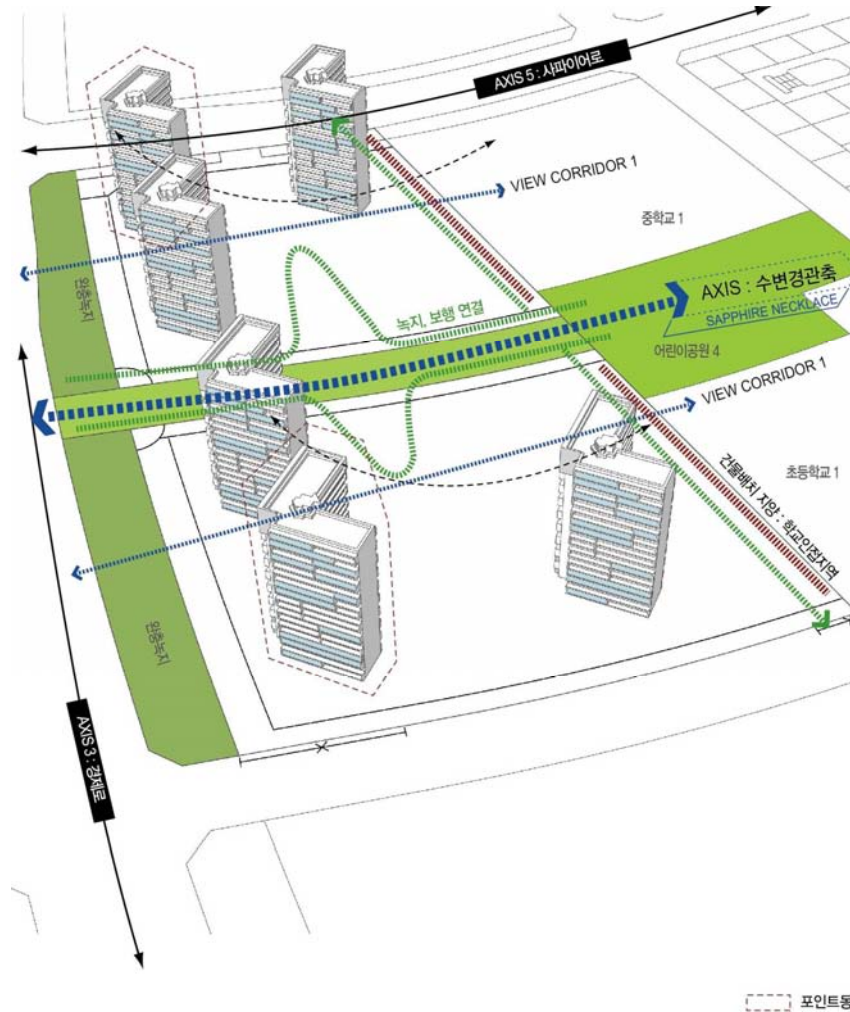 AXIS 5 : 사파이어로
VIEW CORRIDOR 1
중학교 1
완충녹지
녹지, 보행 연결
AXIS : 수변경관축
SAPPHIRE NECKLACE
어린이공원 4
VIEW CORRIDOR 1
초등학교 1
건물배치 지양 : 학교인접지역
완충녹지
AXIS 3 : 경제로
포인트동